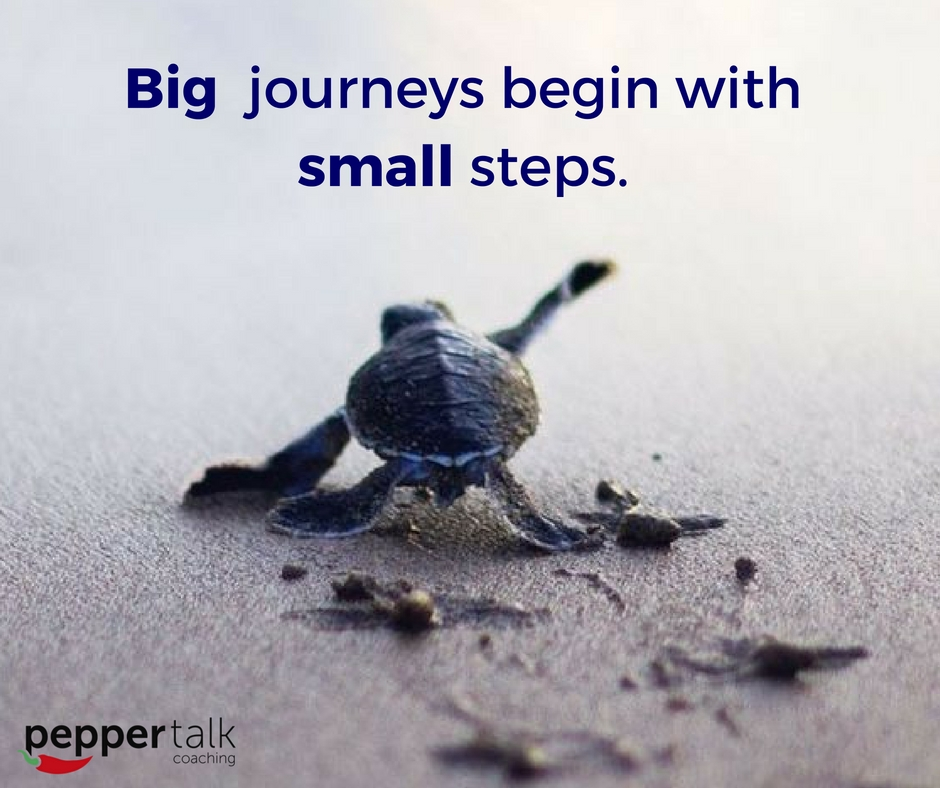 Big journeys begin with
small steps.
peppertalk
coaching